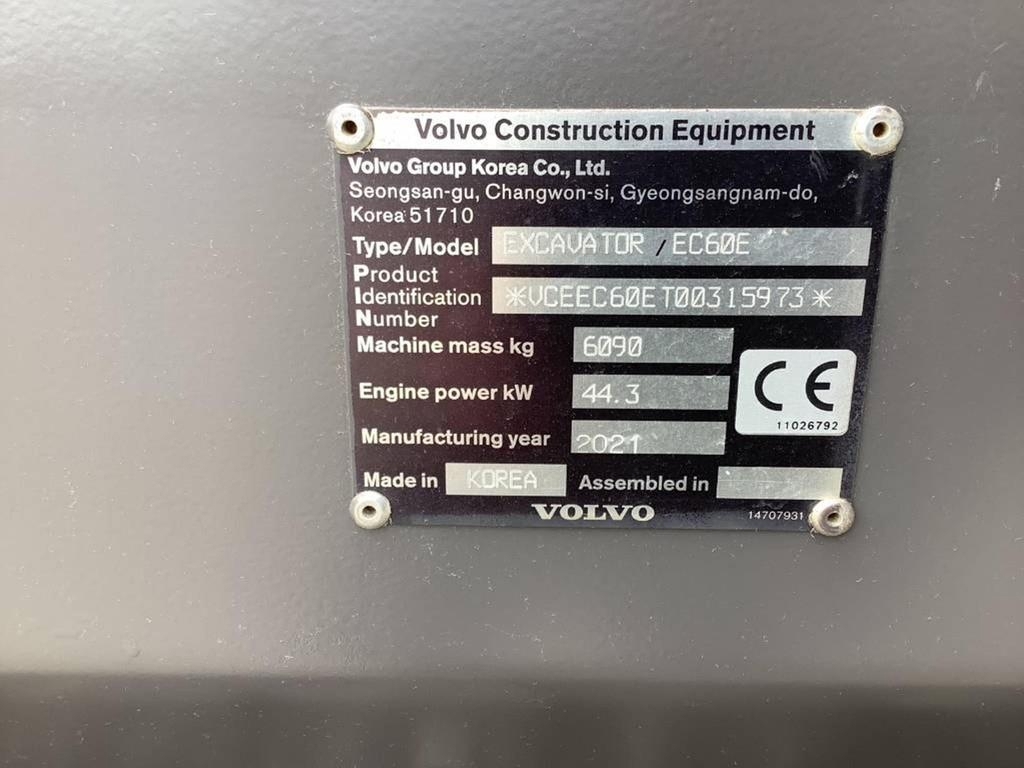 Volvo Construction Equipment
Volvo Group Korea Co., Ltd.
Seongsan-gu, Changwon-si, Gyeongsangnam-do,
Korea 51710
Type/Model EXCAVATOR / EC60E
Product
Identification *VCEEC60ET00315973*
Number
Machine mass kg 6090
Engine power kW 44.3
CE
11026792
Manufacturing year 2021
Made in KOREA Assembled in
VOLVO 14707931